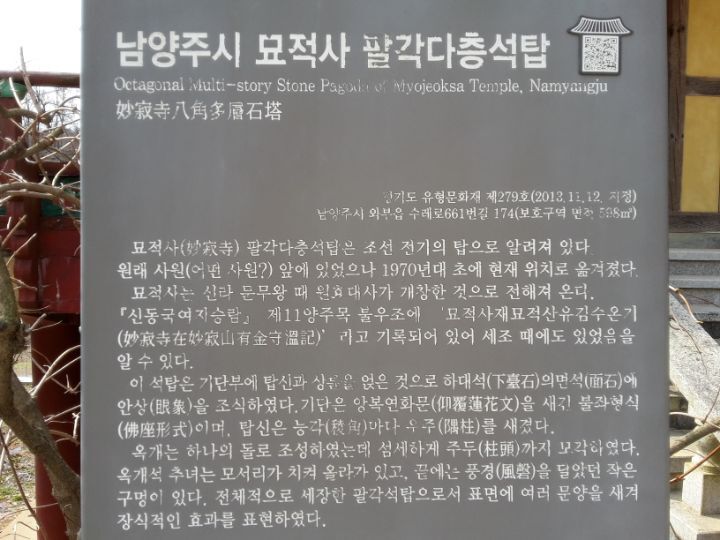 남양주시 묘적사 팔각다층석탑
Octagonal Multi-story Stone Pagoda of Myojeoksa Temple, Namyangju
妙寂寺八角多層石塔
경기도 유형문화재 제279호(2013. 11. 12. 지정)
남양주시 와부읍 수레로661번길 174(보호구역 면적 598㎡)
묘적사(妙寂寺) 팔각다층석탑은 조선 전기의 탑으로 알려져 있다.
원래 사원(어떤 사원?) 앞에 있었으나 1970년대 초에 현재 위치로 옮겨졌다.
묘적사는 신라 문무왕 때 원효대사가 개창한 것으로 전해져 온다.
『신동국여지승람』 제11양주목 불우조에 ‘묘적사재묘적산유김수온기
(妙寂寺在妙寂山有金守溫記)’ 라고 기록되어 있어 세조 때에도 있었음을
알 수 있다.
이 석탑은 기단부에 탑신과 상륜을 얹은 것으로 하대석(下臺石)의면석(面石)에
안상(眼象)을 조식하였다.기단은 앙복연화문(仰覆蓮花文)을 새긴 불좌형식
(佛座形式)이며, 탑신은 능각(稜角)마다 우주(隅柱)를 새겼다.
옥개는 하나의 돌로 조성하였는데 섬세하게 주두(柱頭)까지 모각하였다.
옥개석 추녀는 모서리가 치켜 올라가 있고, 끝에는 풍경(風磬)을 달았던 작은
구멍이 있다. 전체적으로 세장한 팔각석탑으로서 표면에 여러 문양을 새겨
장식적인 효과를 표현하였다.